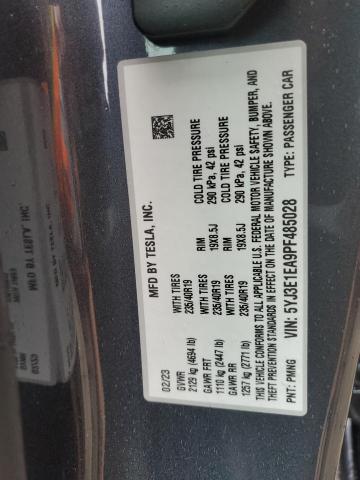 MFD BY TESLA, INC.
02/23
GVWR
2129 kg (4694 lb)
GAWR FRT WITH TIRES RIM COLD TIRE PRESSURE
1110 kg (2447 lb) 235/40R19 19X8.5J 290 kPa, 42 psi
GAWR RR WITH TIRES RIM COLD TIRE PRESSURE
1257 kg (2771 lb) 235/40R19 19X8.5J 290 kPa, 42 psi
THIS VEHICLE CONFORMS TO ALL APPLICABLE U.S. FEDERAL MOTOR VEHICLE SAFETY, BUMPER, AND
THEFT PREVENTION STANDARDS IN EFFECT ON THE DATE OF MANUFACTURE SHOWN ABOVE.
VIN: 5YJ3E1EA9PF485028 TYPE: PASSENGER CAR
PNT: PMNG